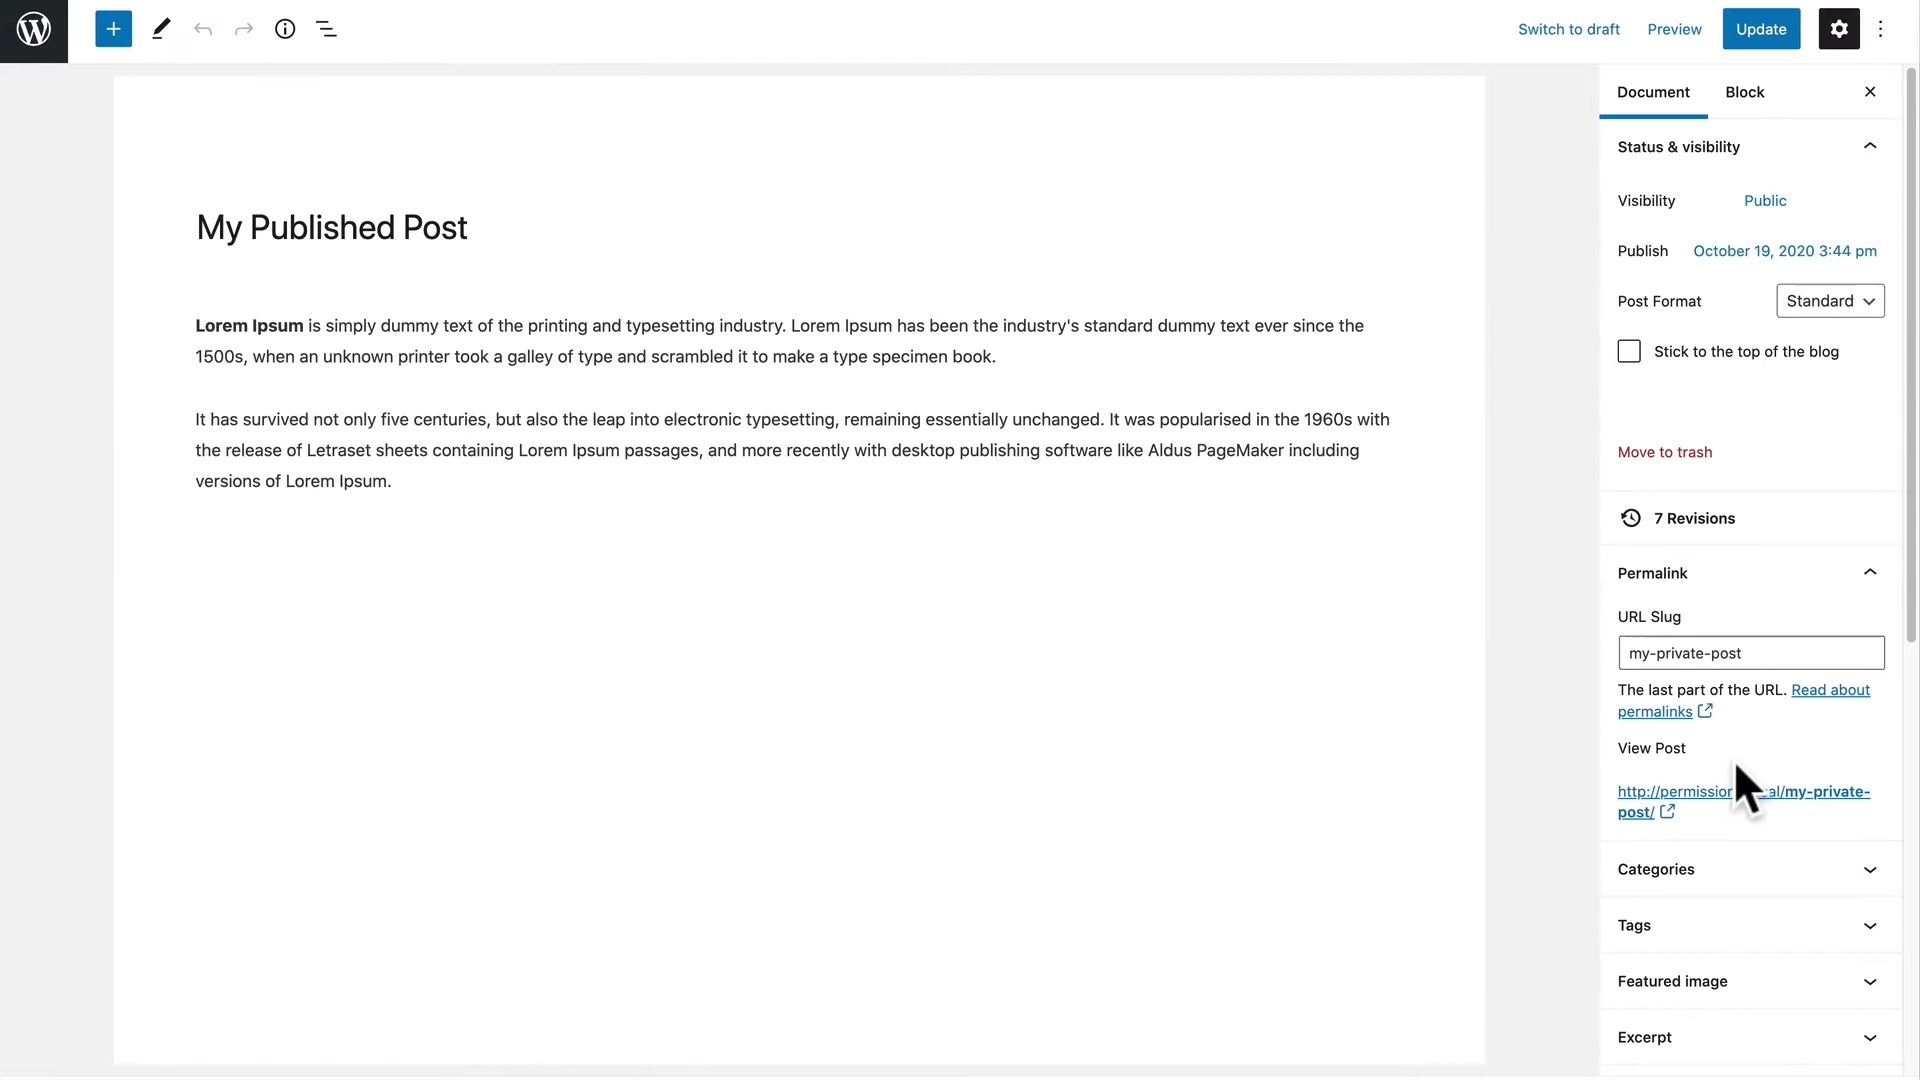 Switch to draft Preview Update
Document Block
Status & visibility
Visibility Public
Publish October 19, 2020 3:44 pm
Post Format Standard
Stick to the top of the blog
Move to trash
7 Revisions
Permalink
URL Slug
my-private-post
The last part of the URL. Read about
permalinks
View Post
http://permission al/my-private-
post/
Categories
Tags
Featured image
Excerpt
My Published Post
Lorem Ipsum is simply dummy text of the printing and typesetting industry. Lorem Ipsum has been the industry's standard dummy text ever since the
1500s, when an unknown printer took a galley of type and scrambled it to make a type specimen book.
It has survived not only five centuries, but also the leap into electronic typesetting, remaining essentially unchanged. It was popularised in the 1960s with
the release of Letraset sheets containing Lorem Ipsum passages, and more recently with desktop publishing software like Aldus PageMaker including
versions of Lorem Ipsum.